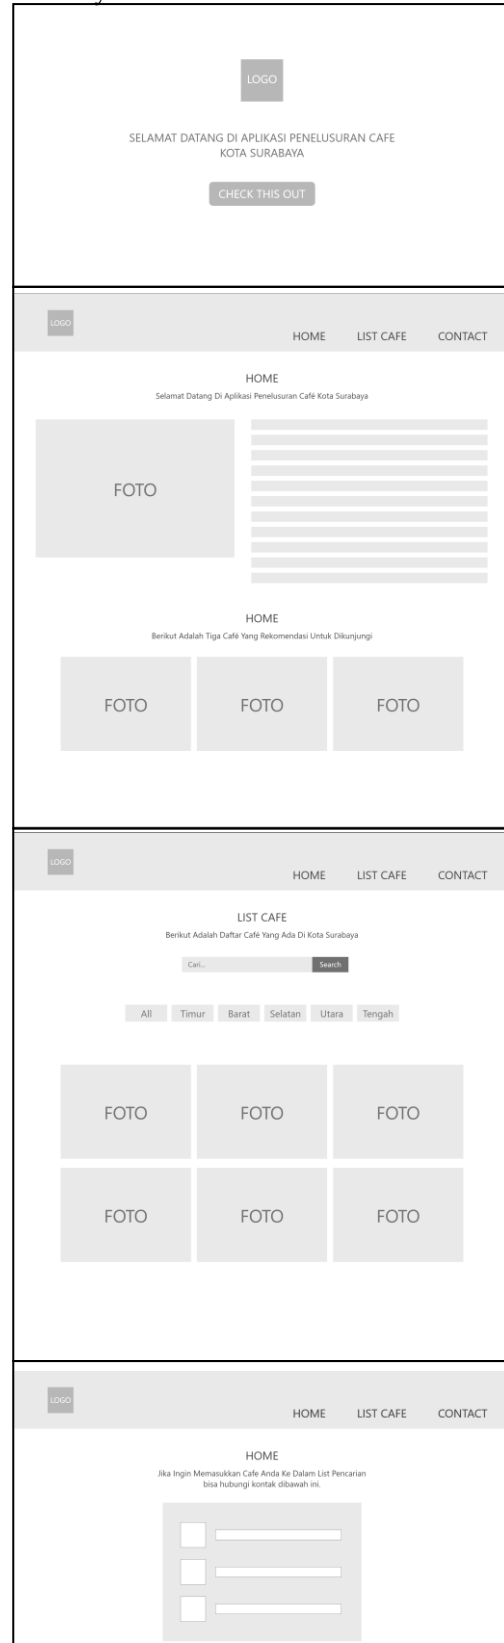 LOGO
SELAMAT DATANG DI APLIKASI PENELUSURAN CAFE
KOTA SURABAYA
CHECK THIS OUT
LOGO
HOME LIST CAFE CONTACT
HOME
Selamat Datang Di Aplikasi Penelusuran Café Kota Surabaya
FOTO
HOME
Berikut Adalah Tiga Café Yang Rekomendasi Untuk Dikunjungi
FOTO FOTO FOTO
LOGO
HOME LIST CAFE CONTACT
LIST CAFE
Berikut Adalah Daftar Café Yang Ada Di Kota Surabaya
Cari... Search
All Timur Barat Selatan Utara Tengah
FOTO FOTO FOTO
FOTO FOTO FOTO
LOGO
HOME LIST CAFE CONTACT
HOME
Jika Ingin Memasukkan Cafe Anda Ke Dalam List Pencarian
bisa hubungi kontak dibawah ini.